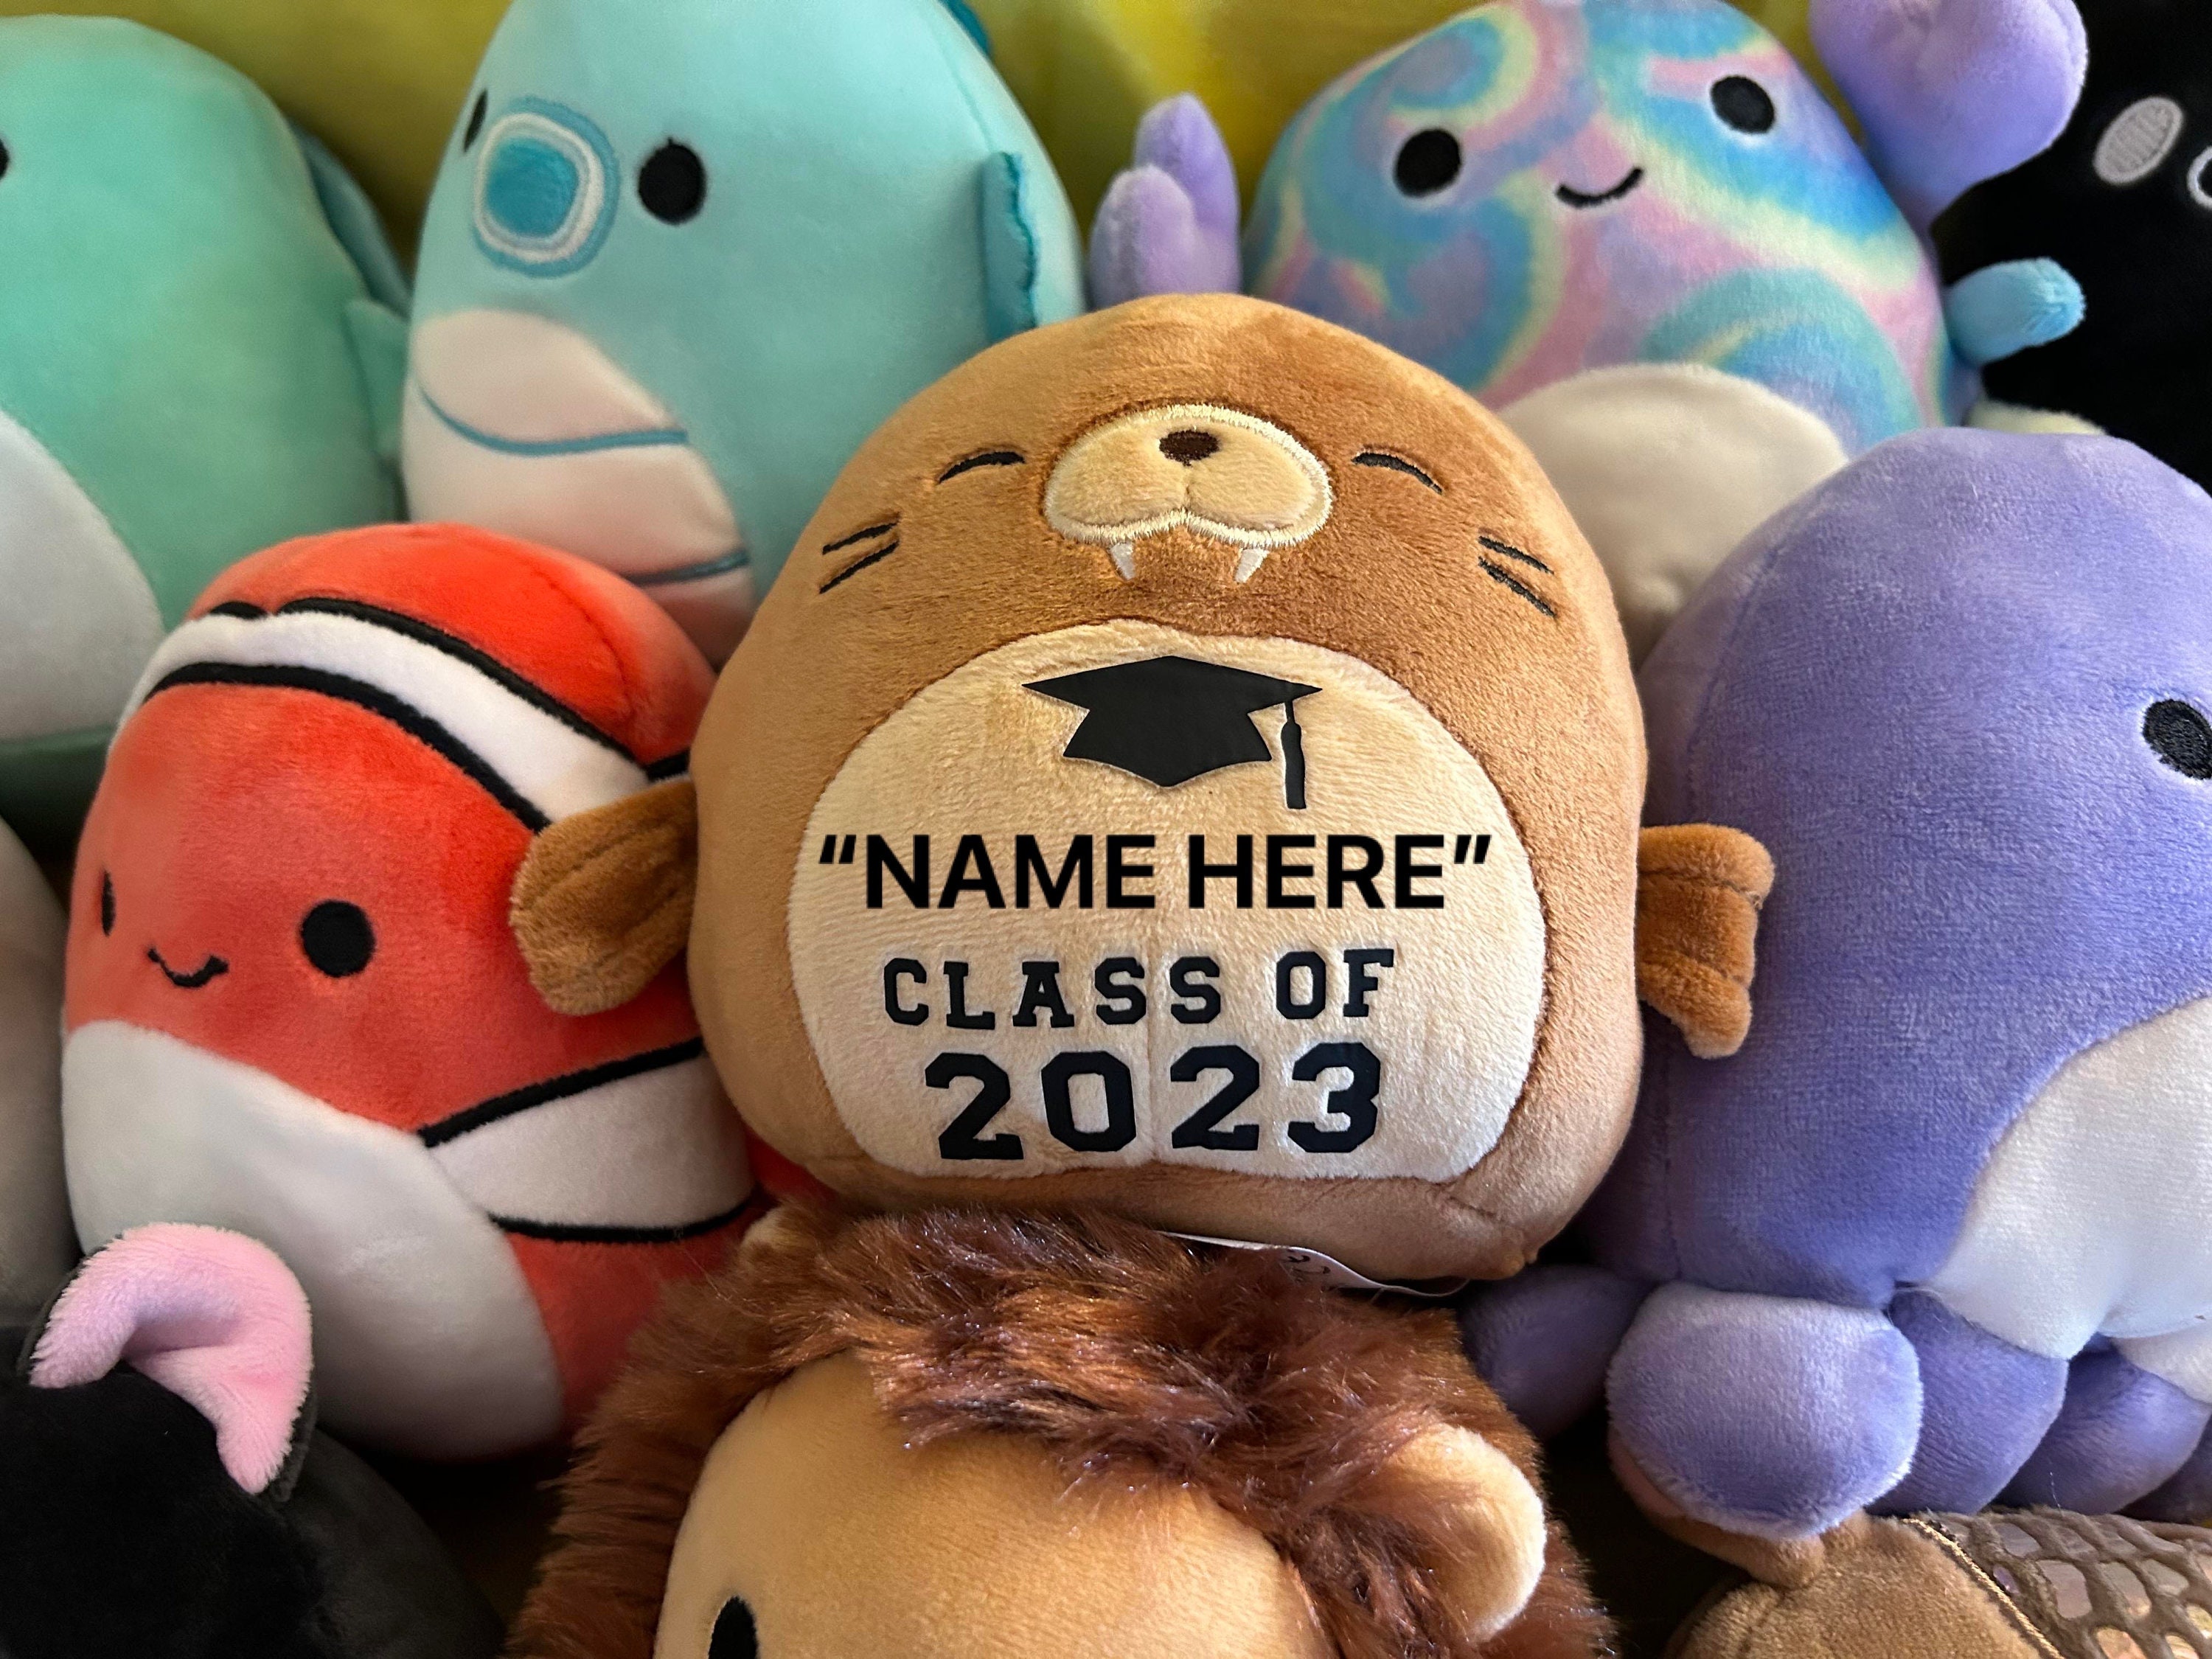 “NAME HERE”
CLASS OF
2023